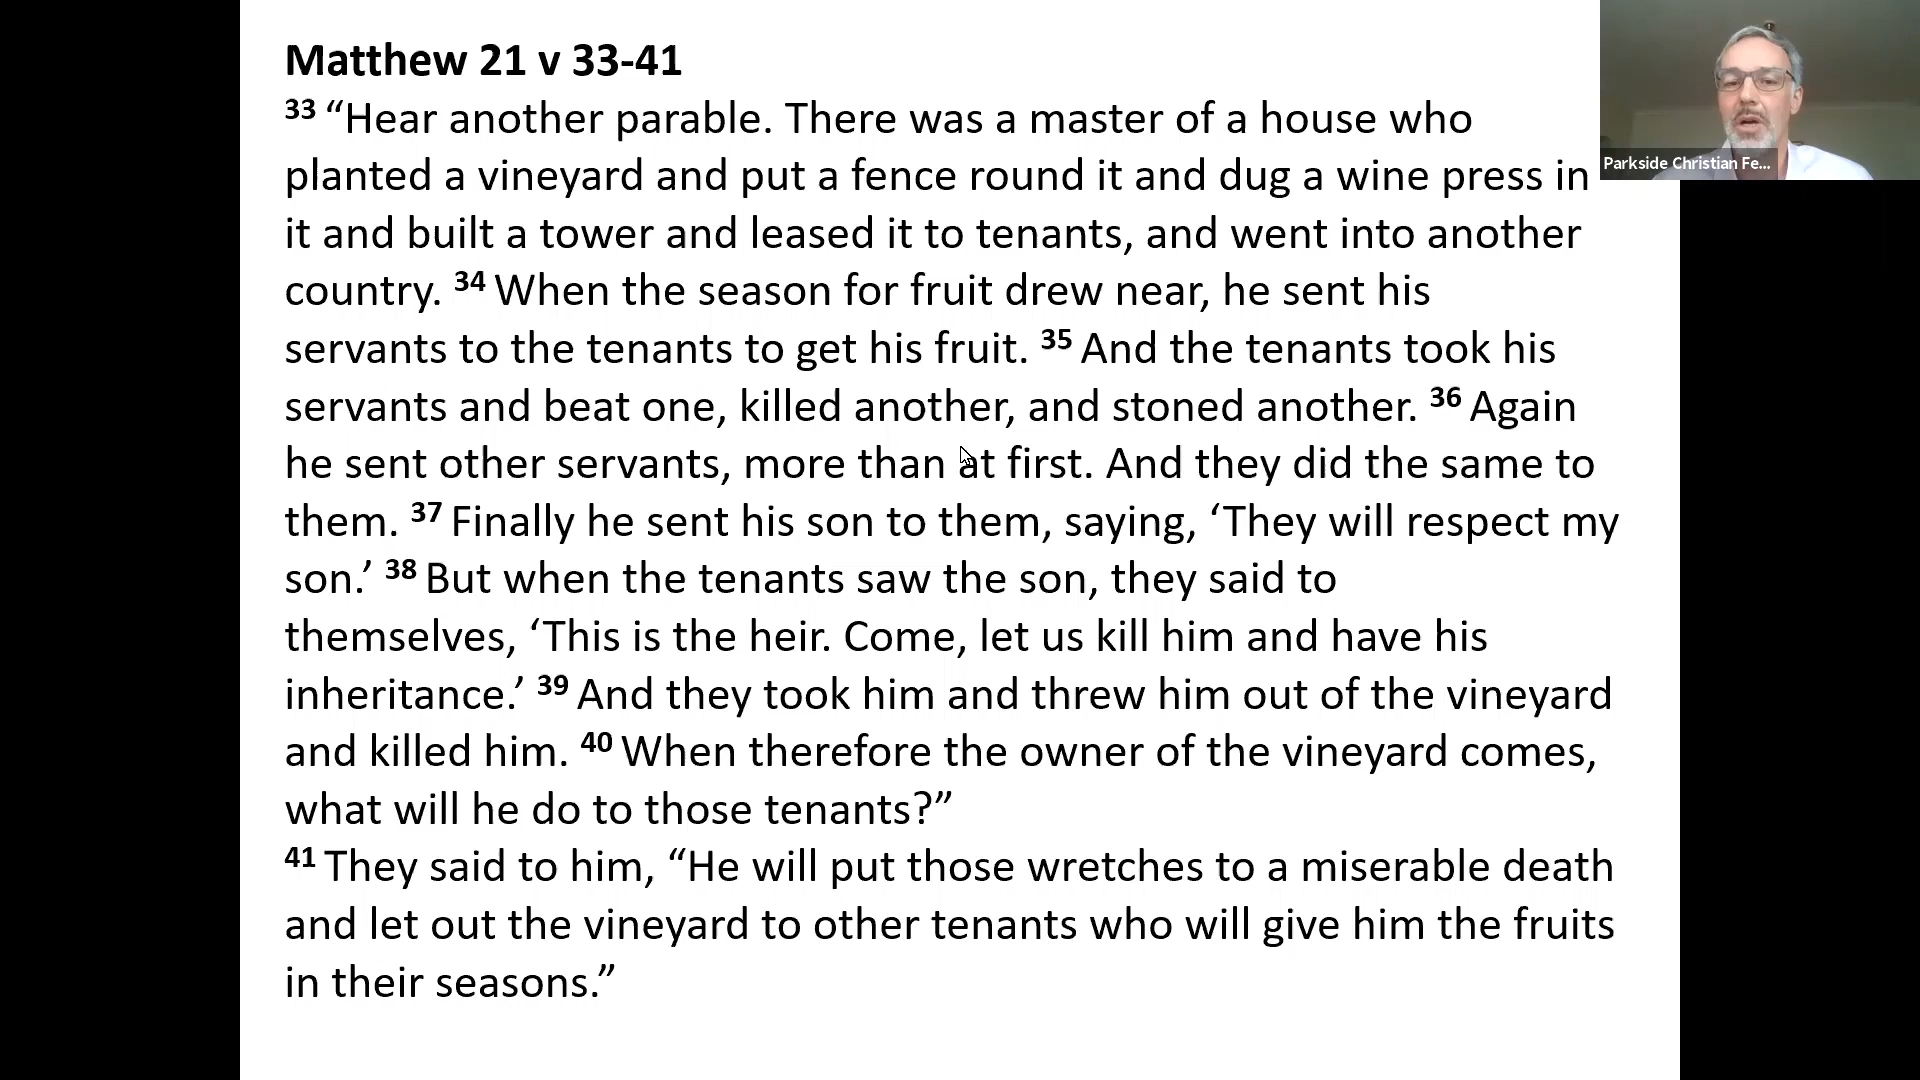 Matthew 21 v 33-41
33 “Hear another parable. There was a master of a house who
planted a vineyard and put a fence round it and dug a wine press in
it and built a tower and leased it to tenants, and went into another
country. 34 When the season for fruit drew near, he sent his
servants to the tenants to get his fruit. 35 And the tenants took his
servants and beat one, killed another, and stoned another. 36 Again
he sent other servants, more than at first. And they did the same to
them. 37 Finally he sent his son to them, saying, ‘They will respect my
son.’ 38 But when the tenants saw the son, they said to
themselves, ‘This is the heir. Come, let us kill him and have his
inheritance.’ 39 And they took him and threw him out of the vineyard
and killed him. 40 When therefore the owner of the vineyard comes,
what will he do to those tenants?”
41 They said to him, “He will put those wretches to a miserable death
and let out the vineyard to other tenants who will give him the fruits
in their seasons.”
Parkside Christian Fe...